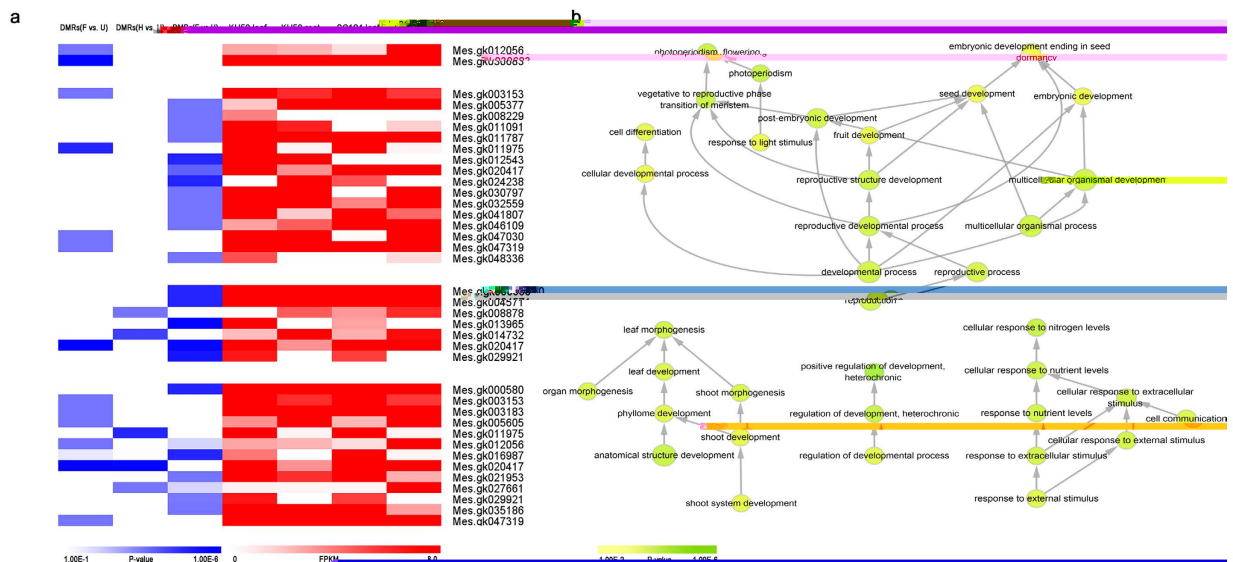 a
b
DMRs(F vs. U)
DMRs(H vs.
Mes.gk012056
Mes.gk003153
Mes.gk005377
Mes.gk008229
Mes.gk011091
Mes.gk011787
Mes.gk011975
Mes.gk012543
Mes.gk020417
Mes.gk024238
Mes.gk030797
Mes.gk032559
Mes.gk041807
Mes.gk046109
Mes.gk047030
Mes.gk047319
Mes.gk048336
Mes.gk004571
Mes.gk008878
Mes.gk013965
Mes.gk014732
Mes.gk020417
Mes.gk029921
Mes.gk000580
Mes.gk003153
Mes.gk003183
Mes.gk005605
Mes.gk011975
Mes.gk012056
Mes.gk016987
Mes.gk020417
Mes.gk021953
Mes.gk027661
Mes.gk029921
Mes.gk035186
Mes.gk047319
1.00E-1 P-value 1.00E-6
0 FPKM 8.0
photoperiodism, flowering
embryonic development ending in seed
dormancy
photoperiodism
vegetative to reproductive phase
transition of meristem
seed development
embryonic development
post-embryonic development
cell differentiation
fruit development
response to light stimulus
cellular developmental process
reproductive structure development
multicellular organismal development
reproductive developmental process
multicellular organismal process
developmental process
reproductive process
reproduction
leaf morphogenesis
cellular response to nitrogen levels
leaf development
positive regulation of development,
heterochronic
cellular response to nutrient levels
organ morphogenesis
shoot morphogenesis
cellular response to extracellular
stimulus
phyllome development
regulation of development, heterochronic
response to nutrient levels
cell communication
shoot development
cellular response to external stimulus
anatomical structure development
regulation of developmental process
response to extracellular stimulus
shoot system development
response to external stimulus